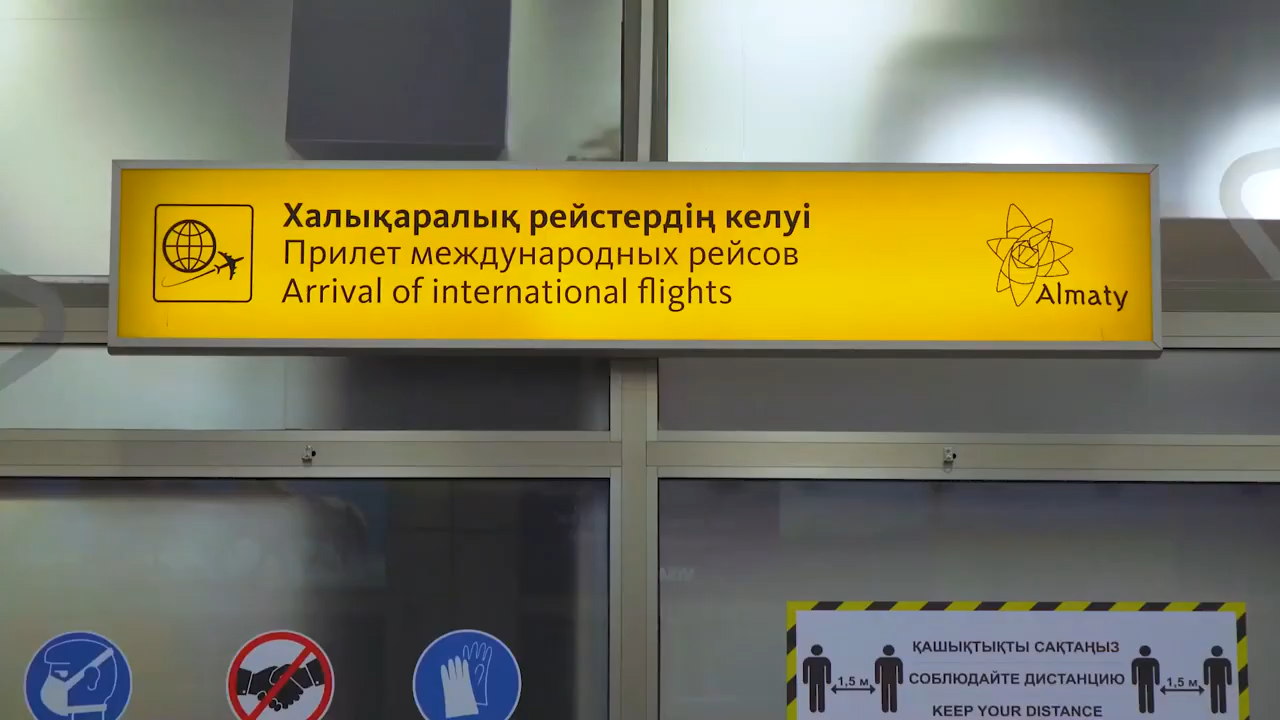 Халықаралық рейстердің келуі
Прилет международных рейсов
Arrival of international flights
Almaty
ҚАШЫҚТЫҚТЫ САҚТАҢЫЗ
1,5 м
СОБЛЮДАЙТЕ ДИСТАНЦИЮ
1,5 м
KEEP YOUR DISTANCE